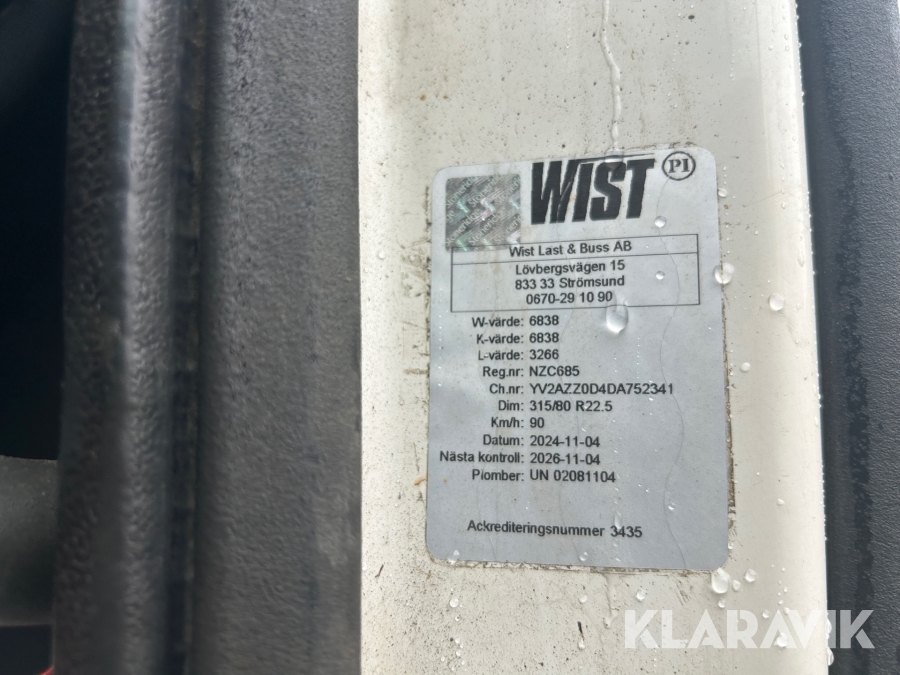 WIST PI
Wist Last & Buss AB
Lövbergsvägen 15
833 33 Strömsund
0670-29 10 90
W-värde: 6838
K-värde: 6838
L-värde: 3266
Reg.nr: NZC685
Ch.nr: YV2AZZ0D4DA752341
Dim: 315/80 R22.5
Km/h: 90
Datum: 2024-11-04
Nästa kontroll: 2026-11-04
Plomber: UN 02081104
Ackrediteringsnummer 3435
KLARAVIK